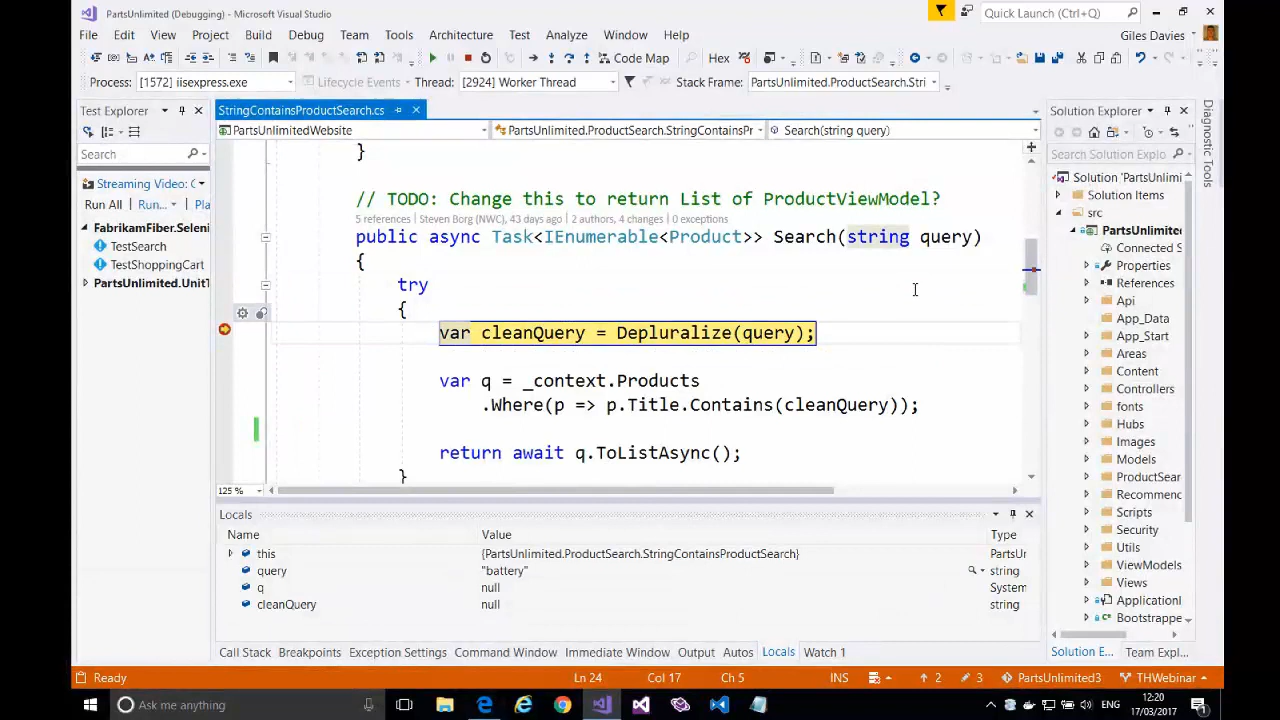 PartsUnlimited (Debugging) - Microsoft Visual Studio
Quick Launch (Ctrl+Q)
File Edit View Project Build Debug Team Tools Architecture Test Analyze Window Help
Giles Davies
Code Map Hex
Process: [1572] iisexpress.exe Lifecycle Events Thread: [2924] Worker Thread Stack Frame: PartsUnlimited.ProductSearch.Stri
Test Explorer
StringContainsProductSearch.cs
Solution Explorer
Diagnostic Tools
PartsUnlimitedWebsite
PartsUnlimited.ProductSearch.StringContainsPr
Search(string query)
Search
Search Solution Explo
Streaming Video: C
Run All Run... Pla
FabrikamFiber.Seleni
TestSearch
TestShoppingCart
PartsUnlimited.UnitT
}
// TODO: Change this to return List of ProductViewModel?
5 references | Steven Borg (NWC), 43 days ago | 2 authors, 4 changes | 0 exceptions
public async Task<IEnumerable<Product>> Search(string query)
{
try
{
var cleanQuery = Depluralize(query);
var q = _context.Products
.Where(p => p.Title.Contains(cleanQuery));
return await q.ToListAsync();
}
125 %
Solution 'PartsUnlimi
Solution Items
src
PartsUnlimited
Connected S
Properties
References
Api
App_Data
App_Start
Areas
Content
Controllers
fonts
Hubs
Images
Models
ProductSear
Recommenc
Scripts
Security
Utils
ViewModels
Views
ApplicationI
Bootstrappe
Solution E... Team Expl...
Locals
Name Value Type
this {PartsUnlimited.ProductSearch.StringContainsProductSearch} PartsUr
query "battery" string
q null System
cleanQuery null string
Call Stack Breakpoints Exception Settings Command Window Immediate Window Output Autos Locals Watch 1
Ready Ln 24 Col 17 Ch 5 INS 2 3 PartsUnlimited3 THWebinar
Ask me anything
ENG
12:20
17/03/2017
1